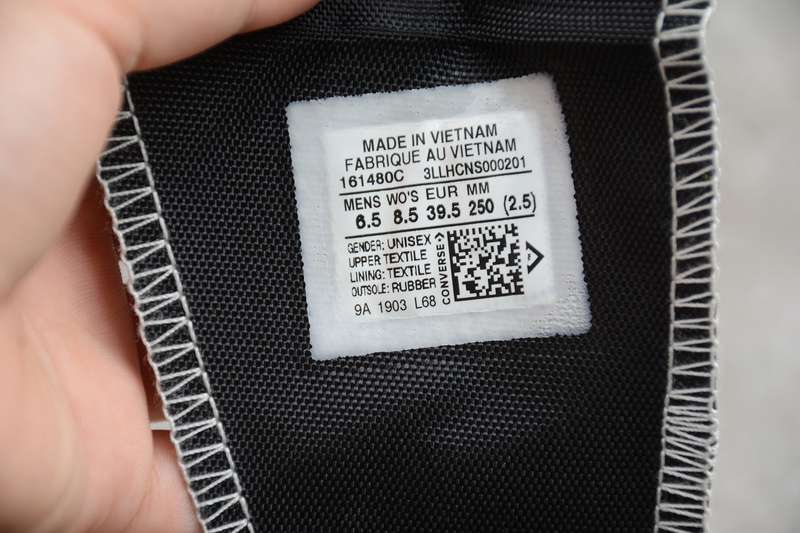 MADE IN VIETNAM
FABRIQUE AU VIETNAM
161480C 3LLHCNS000201
MENS WO'S EUR MM
6.5 8.5 39.5 250 (2.5)
GENDER: UNISEX
UPPER TEXTILE
LINING: TEXTILE
OUTSOLE: RUBBER
9A 1903 L68
CONVERSE